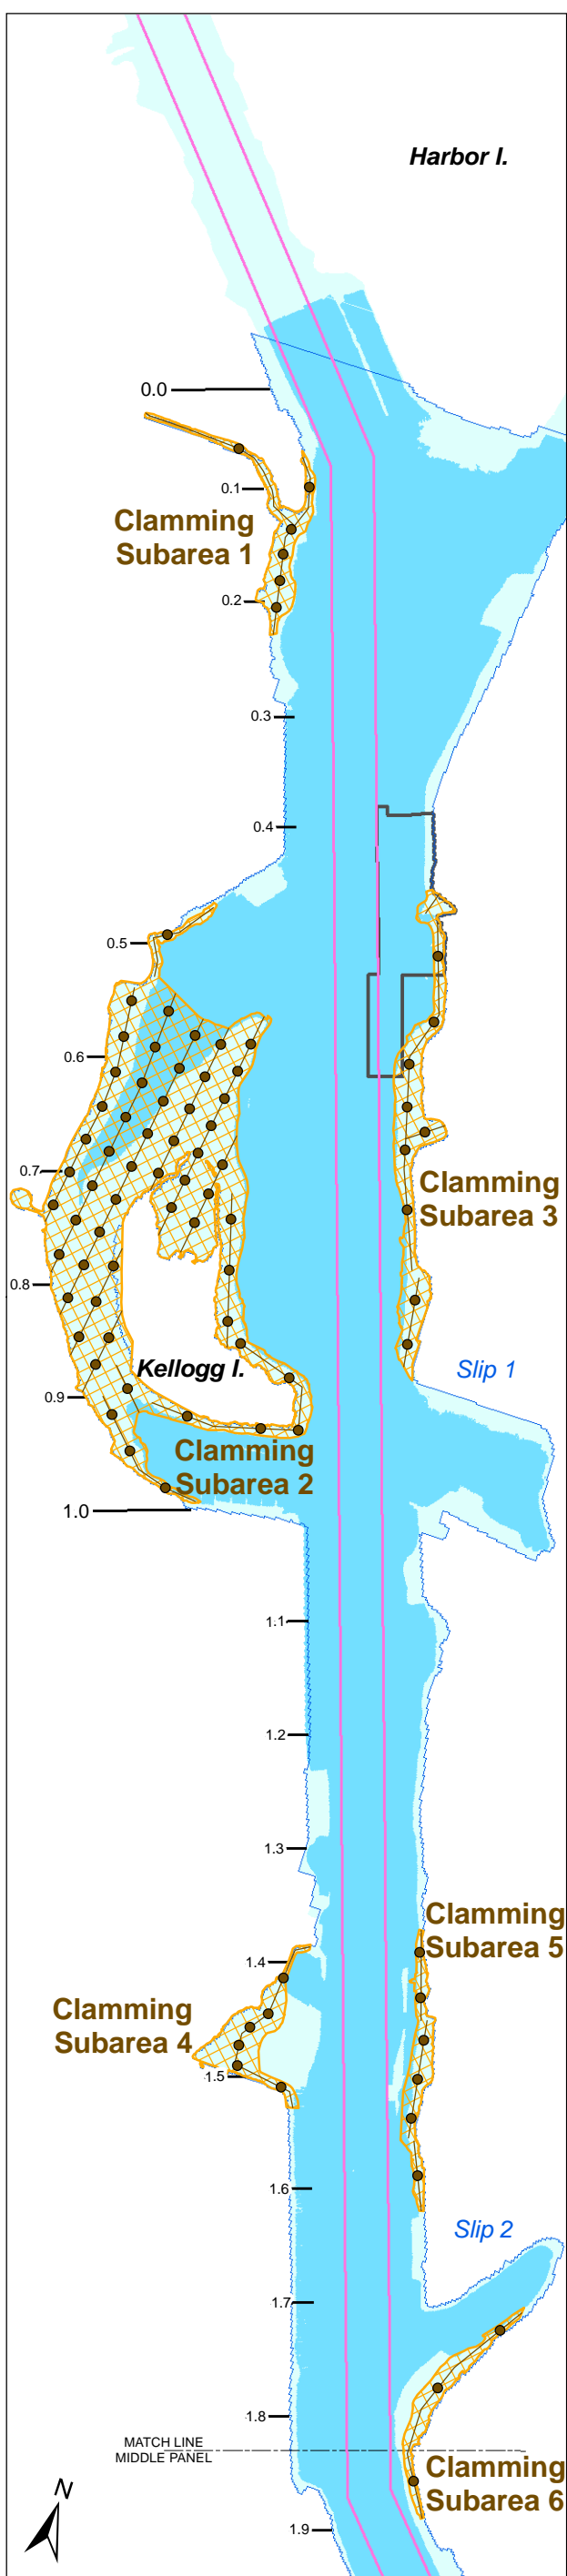 Harbor I.
0.0
0.1
Clamming
Subarea 1
0.2
0.3
0.4
0.5
0.6
0.7
Clamming
Subarea 3
0.8
Kellogg I.
Slip 1
0.9
Clamming
Subarea 2
1.0
1.1
1.2
1.3
Clamming
Subarea 5
1.4
Clamming
Subarea 4
1.5
1.6
Slip 2
1.7
1.8
MATCH LINE
MIDDLE PANEL
Clamming
Subarea 6
N
1.9